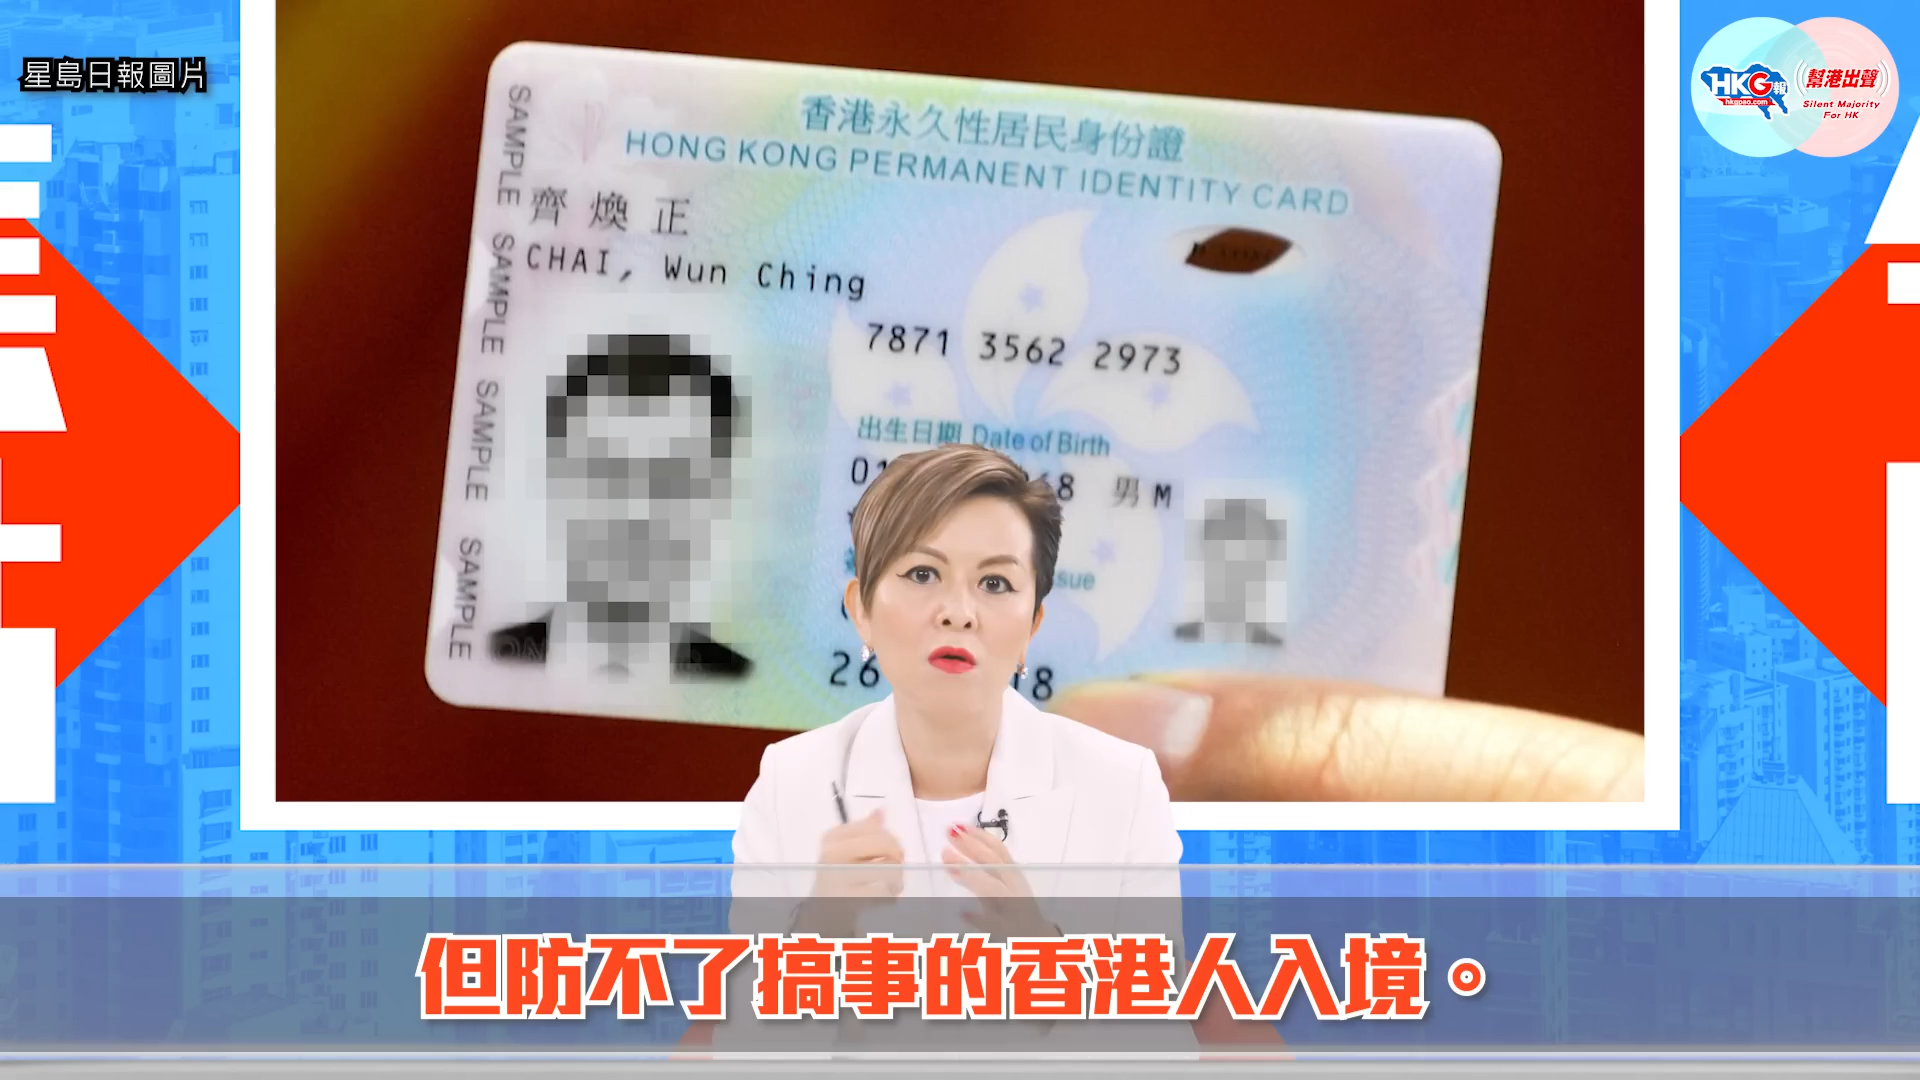 星島日報圖片
HKG報
hkgpao.com
幫港出聲
Silent Majority
For HK
香港永久性居民身份證
HONG KONG PERMANENT IDENTITY CARD
SAMPLE SAMPLE SAMPLE SAMPLE
齊煥正
CHAI, Wun Ching
7871 3562 2973
出生日期 Date of Birth
男 M
但防不了搞事的香港人入境。